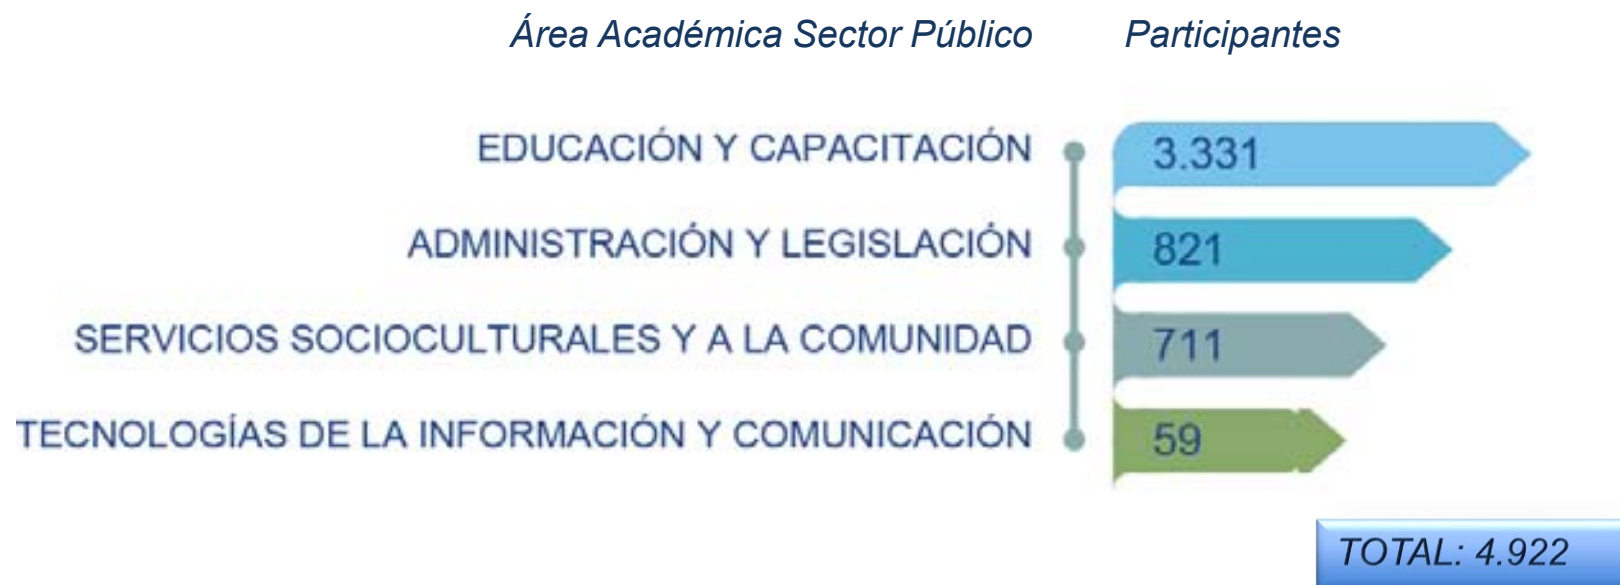 Área Académica Sector Público Participantes
EDUCACIÓN Y CAPACITACIÓN 3.331
ADMINISTRACIÓN Y LEGISLACIÓN 821
SERVICIOS SOCIOCULTURALES Y A LA COMUNIDAD 711
TECNOLOGÍAS DE LA INFORMACIÓN Y COMUNICACIÓN 59
TOTAL: 4.922